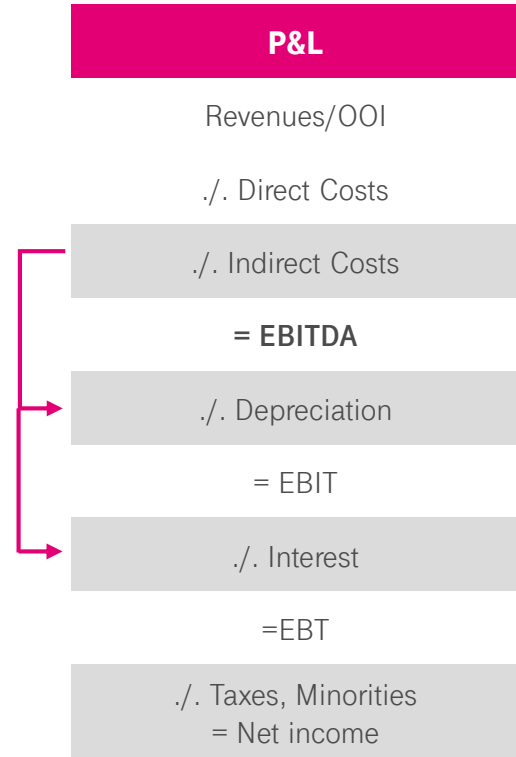 P&L
Revenues/OOI
./. Direct Costs
./. Indirect Costs
= EBITDA
./. Depreciation
= EBIT
./. Interest
=EBT
./. Taxes, Minorities
= Net income